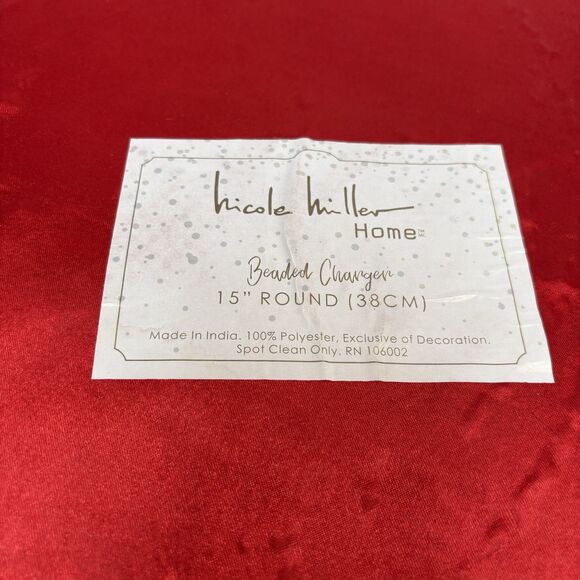 Nicole Miller
Home™
Beaded Charger
15" ROUND (38CM)
Made In India. 100% Polyester, Exclusive of Decoration.
Spot Clean Only. RN 106002